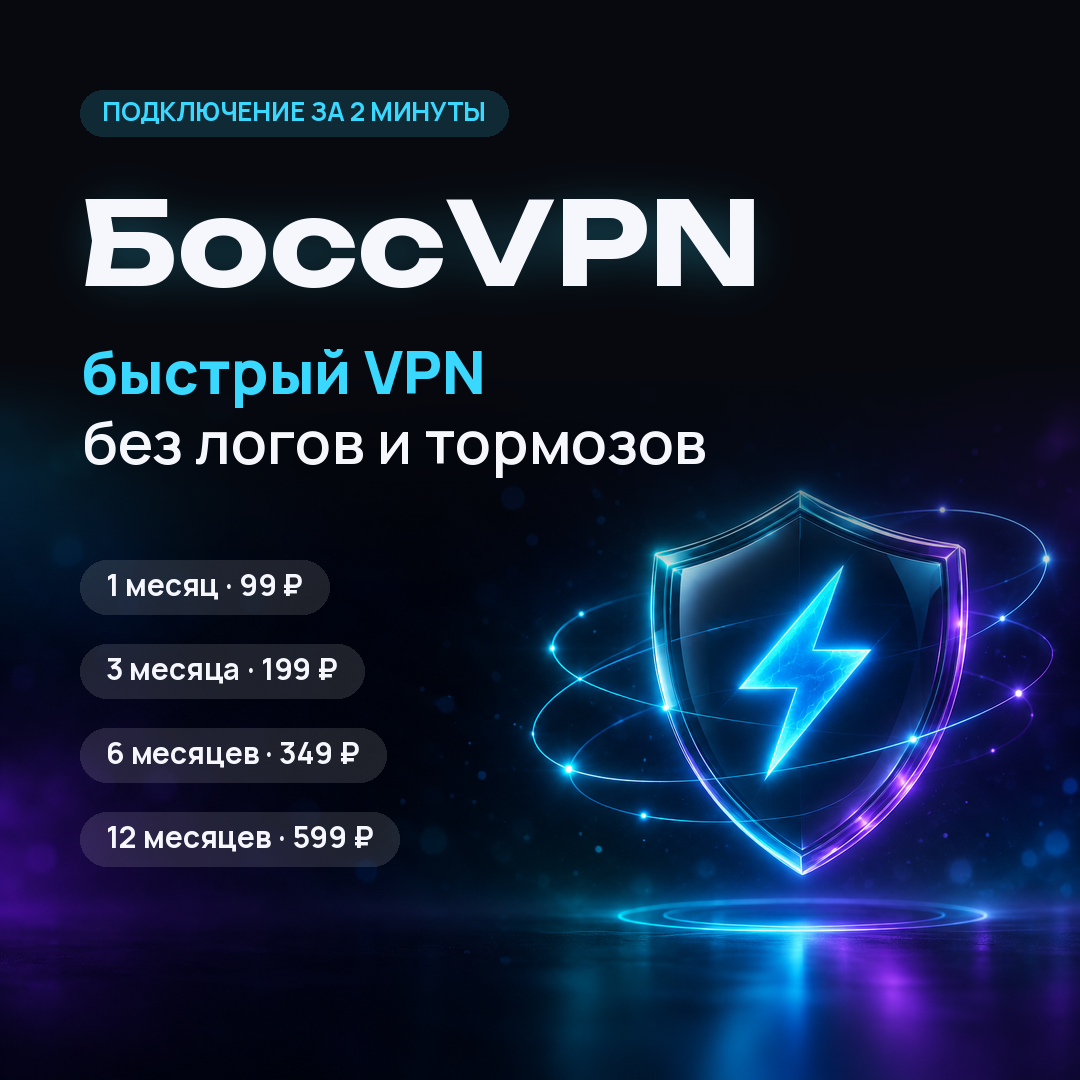 ПОДКЛЮЧЕНИЕ ЗА 2 МИНУТЫ
БоссVPN
быстрый VPN
без логов и тормозов
1 месяц · 99 ₽
3 месяца · 199 ₽
6 месяцев · 349 ₽
12 месяцев · 599 ₽